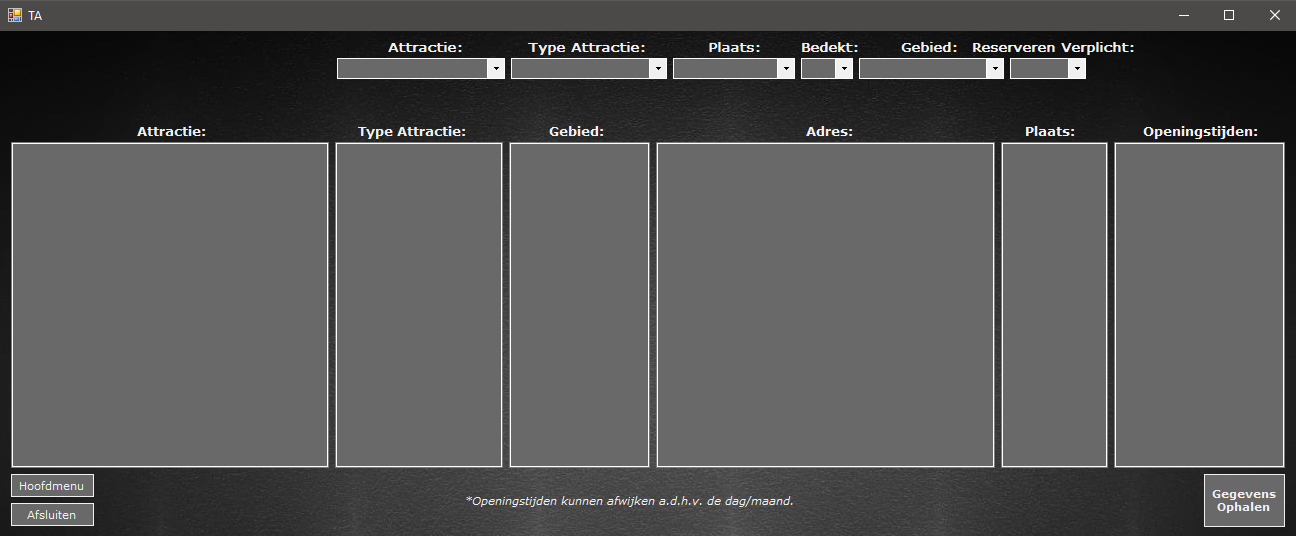 TA
Attractie: Type Attractie: Plaats: Bedekt: Gebied: Reserveren Verplicht:
Attractie: Type Attractie: Gebied: Adres: Plaats: Openingstijden:
Hoofdmenu
*Openingstijden kunnen afwijken a.d.h.v. de dag/maand.
Afsluiten
Gegevens
Ophalen